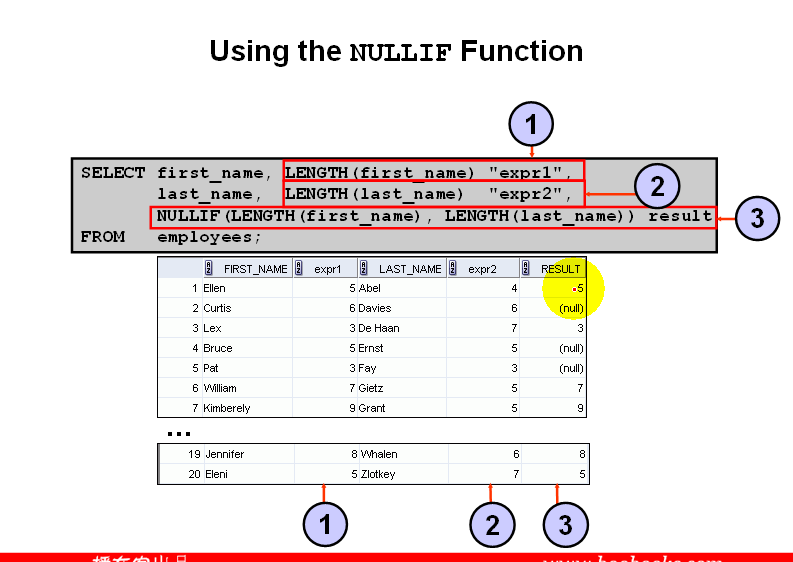 Using the NULLIF Function
1
SELECT first_name, LENGTH(first_name) "expr1",
2
last_name, LENGTH(last_name) "expr2",
NULLIF(LENGTH(first_name), LENGTH(last_name)) result
3
FROM employees;
FIRST_NAME expr1 LAST_NAME expr2 RESULT
1 Ellen 5 Abel 4 5
2 Curtis 6 Davies 6 (null)
3 Lex 3 De Haan 7 3
4 Bruce 5 Ernst 5 (null)
5 Pat 3 Fay 3 (null)
6 William 7 Gietz 5 7
7 Kimberely 9 Grant 5 9
...
19 Jennifer 8 Whalen 6 8
20 Eleni 5 Zlotkey 7 5
1 2 3